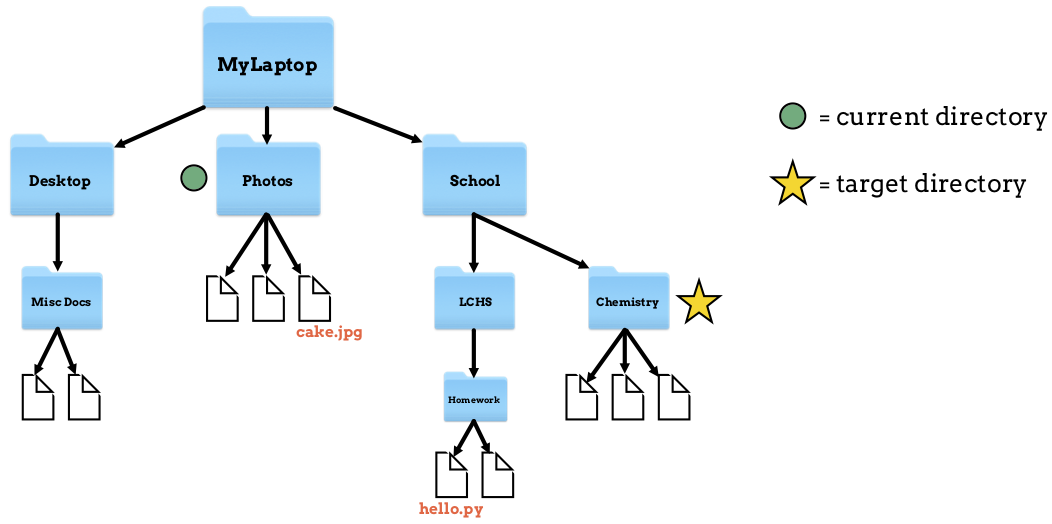 MyLaptop
= current directory
Desktop
Photos
School
= target directory
Misc Docs
cake.jpg
LCHS
Chemistry
Homework
hello.py